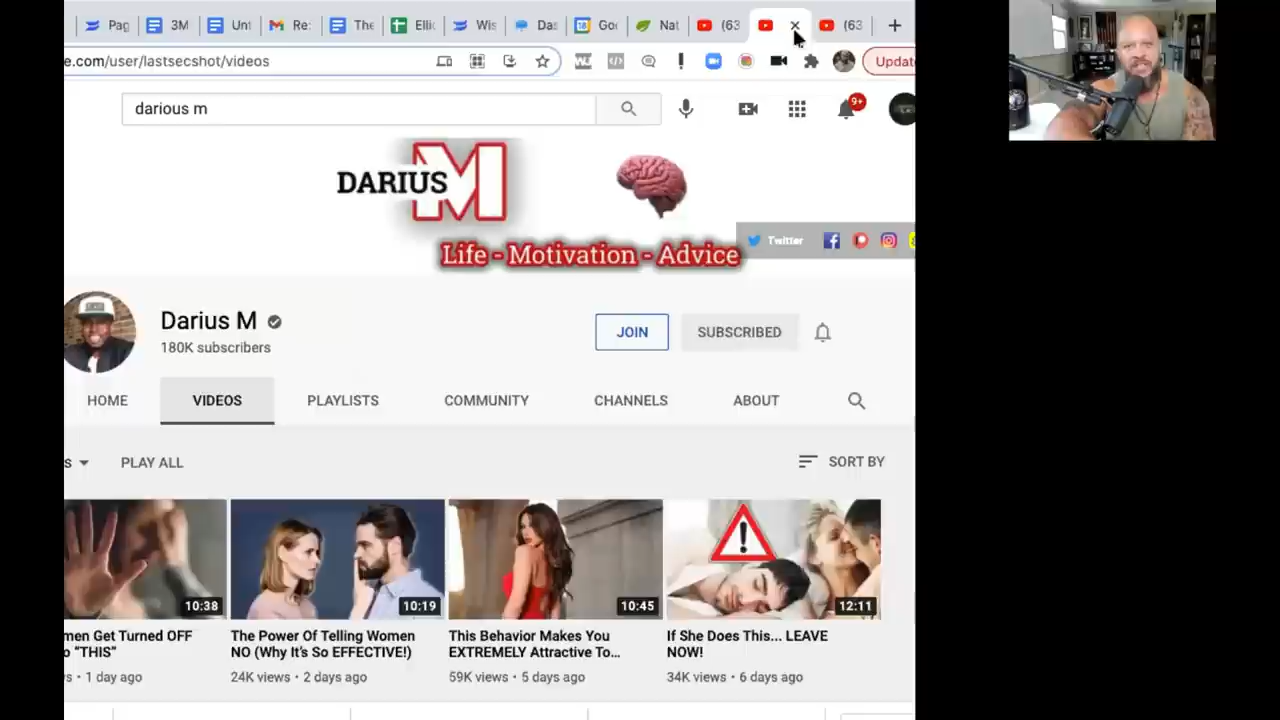 Pag
3M
Unt
Re:
The
Ellic
Wis
Das
Goo
Nat
(63
(63
e.com/user/lastsecshot/videos
Update
darious m
9+
DARIUS M
Life - Motivation - Advice
Twitter
Darius M
180K subscribers
JOIN
SUBSCRIBED
HOME
VIDEOS
PLAYLISTS
COMMUNITY
CHANNELS
ABOUT
s
PLAY ALL
SORT BY
10:38
10:19
10:45
12:11
men Get Turned OFF
o “THIS”
s • 1 day ago
The Power Of Telling Women
NO (Why It’s So EFFECTIVE!)
24K views • 2 days ago
This Behavior Makes You
EXTREMELY Attractive To...
59K views • 5 days ago
If She Does This... LEAVE
NOW!
34K views • 6 days ago